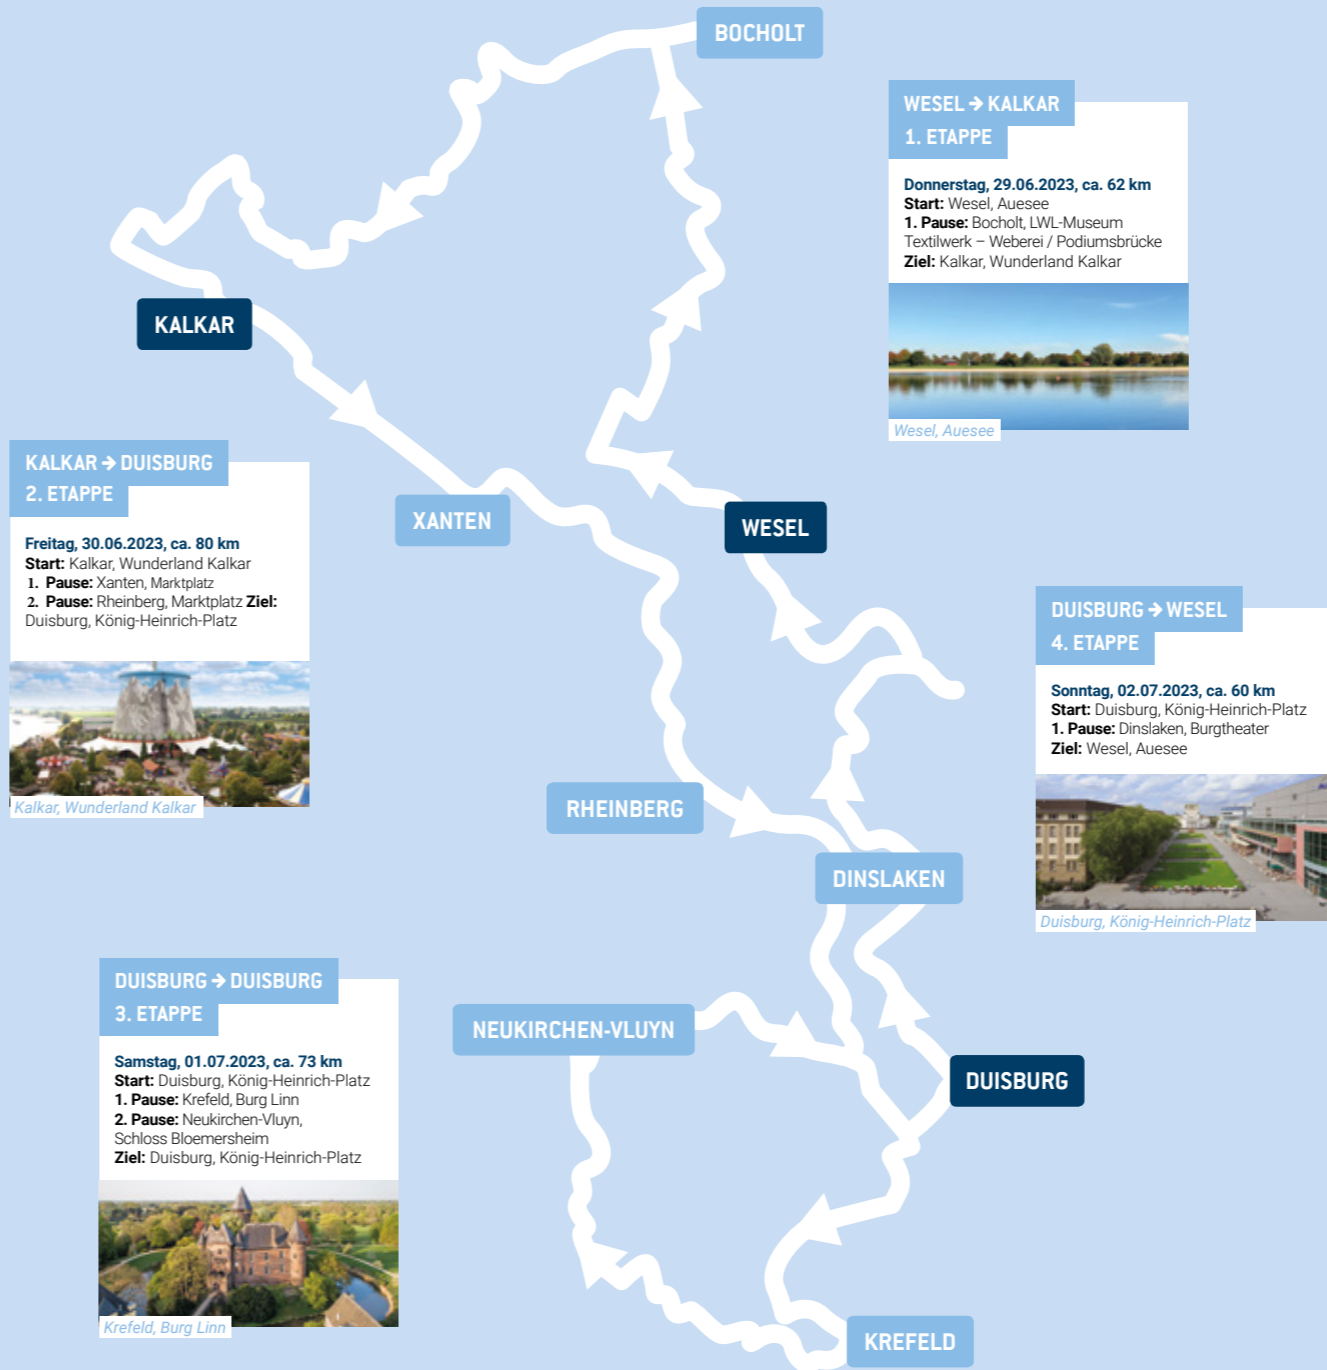 BOCHOLT
WESEL → KALKAR
1. ETAPPE
Donnerstag, 29.06.2023, ca. 62 km
Start: Wesel, Auesee
1. Pause: Bocholt, LWL-Museum
Textilwerk – Weberei / Podiumsbrücke
Ziel: Kalkar, Wunderland Kalkar
Wesel, Auesee
KALKAR
KALKAR → DUISBURG
2. ETAPPE
Freitag, 30.06.2023, ca. 80 km
Start: Kalkar, Wunderland Kalkar
1. Pause: Xanten, Marktplatz
2. Pause: Rheinberg, Marktplatz Ziel:
Duisburg, König-Heinrich-Platz
Kalkar, Wunderland Kalkar
XANTEN
WESEL
DUISBURG → WESEL
4. ETAPPE
Sonntag, 02.07.2023, ca. 60 km
Start: Duisburg, König-Heinrich-Platz
1. Pause: Dinslaken, Burgtheater
Ziel: Wesel, Auesee
Duisburg, König-Heinrich-Platz
RHEINBERG
DINSLAKEN
DUISBURG → DUISBURG
3. ETAPPE
Samstag, 01.07.2023, ca. 73 km
Start: Duisburg, König-Heinrich-Platz
1. Pause: Krefeld, Burg Linn
2. Pause: Neukirchen-Vluyn,
Schloss Bloemersheim
Ziel: Duisburg, König-Heinrich-Platz
Krefeld, Burg Linn
NEUKIRCHEN-VLUYN
DUISBURG
KREFELD